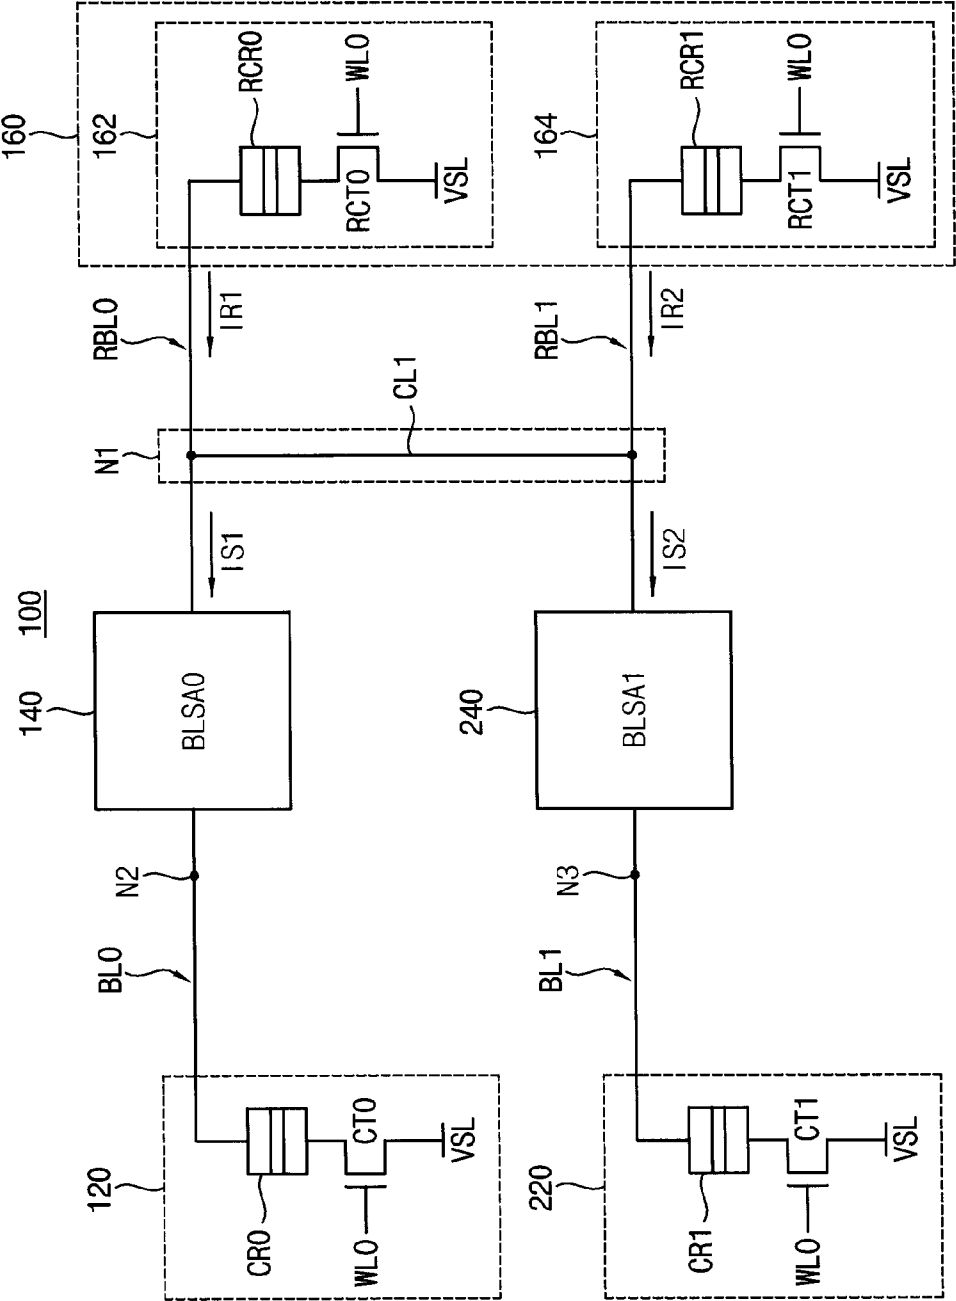 100
160
162
RCR0
WL0
RCT0
VSL
164
RCR1
WL0
RCT1
VSL
RBL0
IR1
RBL1
IR2
N1
CL1
IS1
IS2
140
BLSA0
240
BLSA1
N2
N3
BL0
BL1
120
CR0
CT0
WL0
VSL
220
CR1
CT1
WL0
VSL